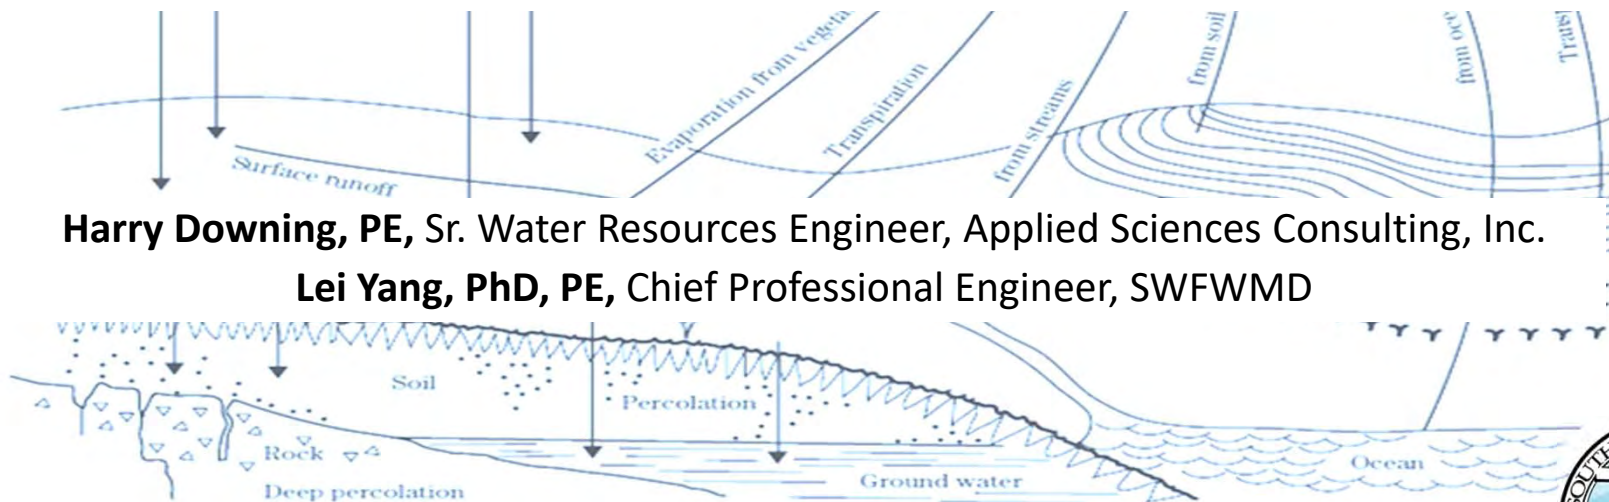 Evaporation from
Transpiration
from streams
from soil
from
Surface runoff
Harry Downing, PE, Sr. Water Resources Engineer, Applied Sciences Consulting, Inc.
Lei Yang, PhD, PE, Chief Professional Engineer, SWFWMD
Soil
Percolation
Rock
Ocean
Ground water
Deep percolation